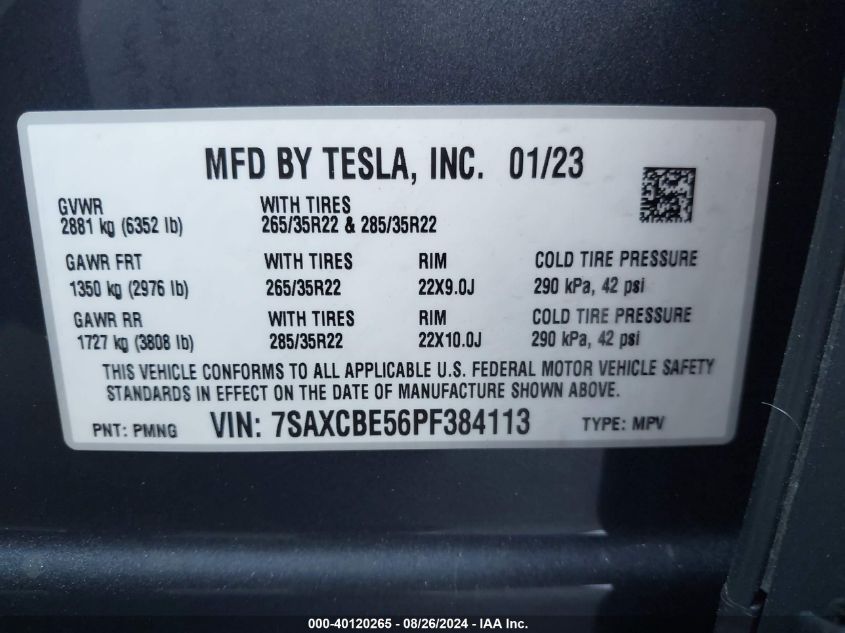 MFD BY TESLA, INC. 01/23
GVWR WITH TIRES
2881 kg (6352 lb) 265/35R22 & 285/35R22
GAWR FRT WITH TIRES RIM COLD TIRE PRESSURE
1350 kg (2976 lb) 265/35R22 22X9.0J 290 kPa, 42 psi
GAWR RR WITH TIRES RIM COLD TIRE PRESSURE
1727 kg (3808 lb) 285/35R22 22X10.0J 290 kPa, 42 psi
THIS VEHICLE CONFORMS TO ALL APPLICABLE U.S. FEDERAL MOTOR VEHICLE SAFETY
STANDARDS IN EFFECT ON THE DATE OF MANUFACTURE SHOWN ABOVE.
PNT: PMNG VIN: 7SAXCBE56PF384113 TYPE: MPV
000-40120265 - 08/26/2024 - IAA Inc.